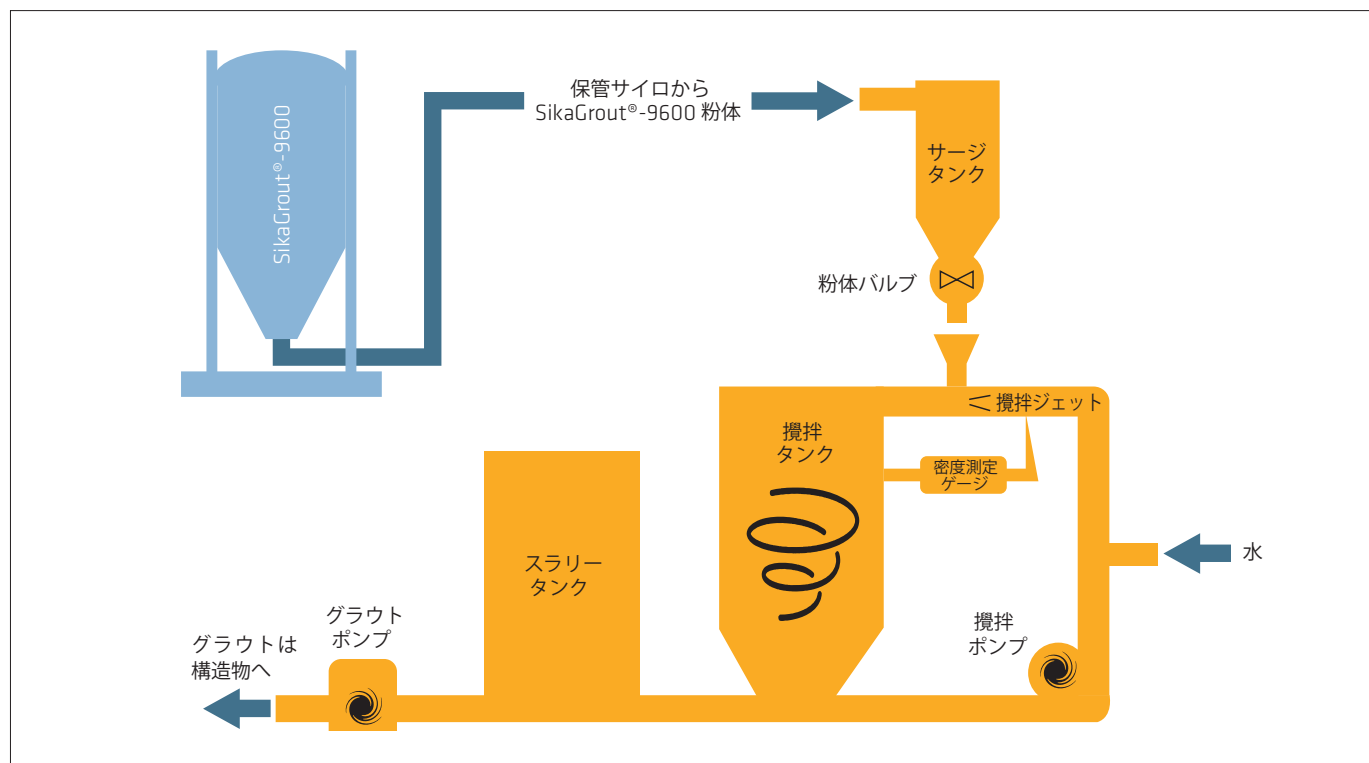 SikaGrout®-9600
保管サイロから
SikaGrout®-9600 粉体
サージ
タンク
粉体バルブ
攪拌ジェット
攪拌
タンク
密度測定
ゲージ
水
スラリー
タンク
攪拌
ポンプ
グラウト
ポンプ
グラウトは
構造物へ